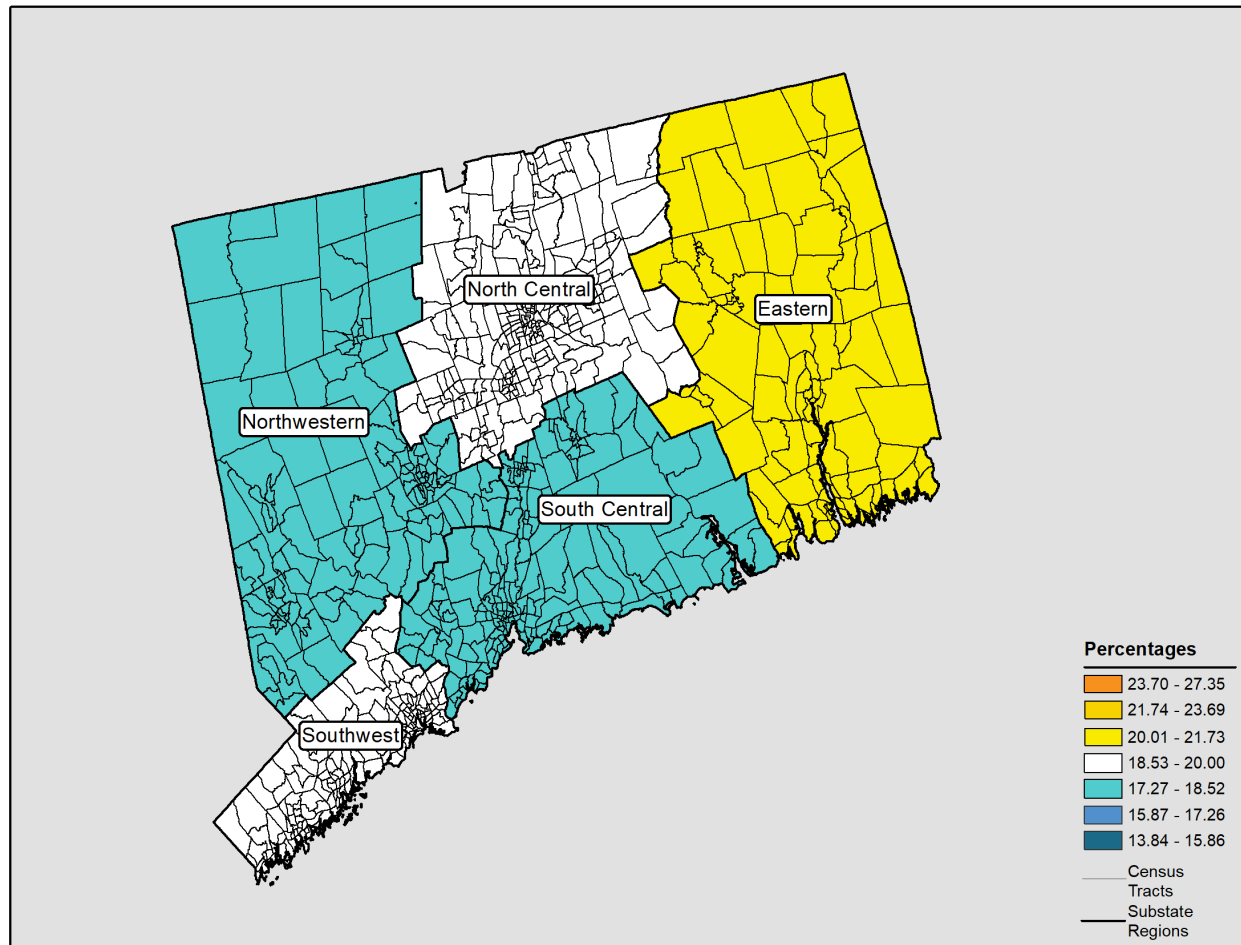 North Central
Eastern
Northwestern
South Central
Southwest
Percentages
23.70 - 27.35
21.74 - 23.69
20.01 - 21.73
18.53 - 20.00
17.27 - 18.52
15.87 - 17.26
13.84 - 15.86
Census
Tracts
Substate
Regions